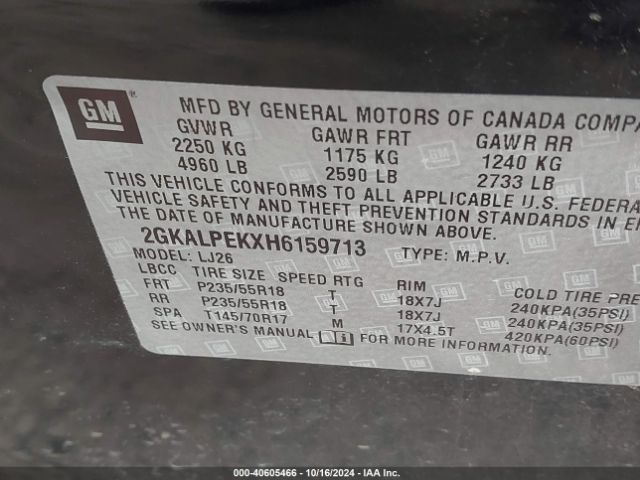 GM ®
MFD BY GENERAL MOTORS OF CANADA COMPA
GVWR GAWR FRT GAWR RR
2250 KG 1175 KG 1240 KG
4960 LB 2590 LB 2733 LB
THIS VEHICLE CONFORMS TO ALL APPLICABLE U.S. FEDERA
VEHICLE SAFETY AND THEFT PREVENTION STANDARDS IN E
THE DATE OF MANUFACTURE SHOWN ABOVE.
2GKALPEKXH6159713 TYPE: M.P.V.
MODEL: LJ26
LBCC TIRE SIZE SPEED RTG RIM COLD TIRE PRE
FRT P235/55R18 T 18X7J 240KPA(35PSI)
RR P235/55R18 T 18X7J 240KPA(35PSI)
SPA T145/70R17 M 17X4.5T 420KPA(60PSI)
SEE OWNER'S MANUAL FOR MORE INFORMATION.
VEHICLE: 40605466 - 10/16/2024 - IAA Inc.